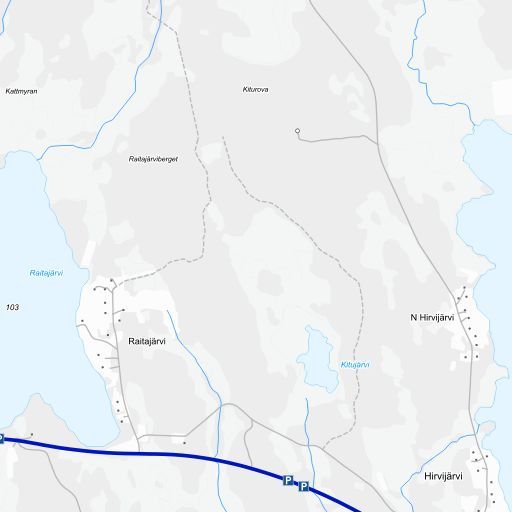 Kattmyran
Kiturova
Raitajärviberget
Raitajärvi
103
N Hirvijärvi
Raitajärvi
Kitujärvi
Hirvijärvi
P
P
P